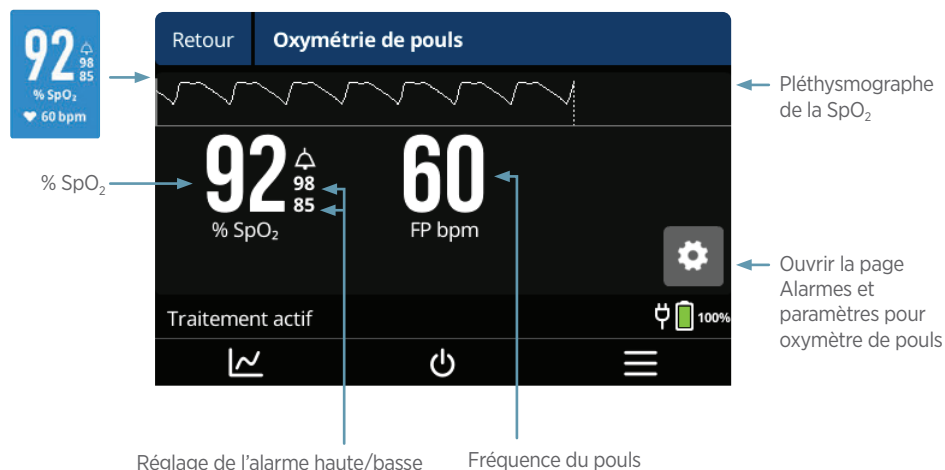 92
98
85
% SpO₂
60 bpm
Retour
Oxymétrie de pouls
Pléthysmographe
de la SpO₂
% SpO₂
92
98
85
% SpO₂
60
FP bpm
Ouvrir la page
Alarmes et
paramètres pour
oxymètre de pouls
Traitement actif
100%
Réglage de l'alarme haute/basse
Fréquence du pouls